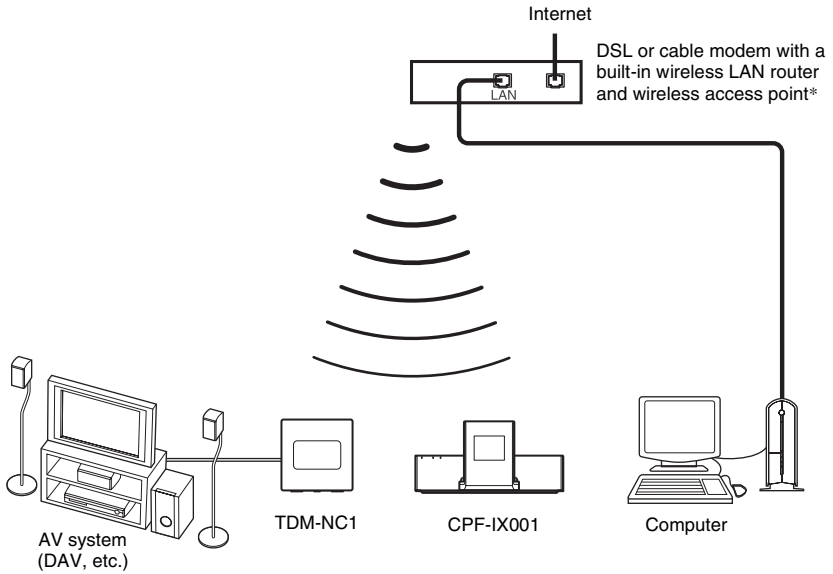 Internet
DSL or cable modem with a
built-in wireless LAN router
and wireless access point*
LAN
TDM-NC1
CPF-IX001
Computer
AV system
(DAV, etc.)